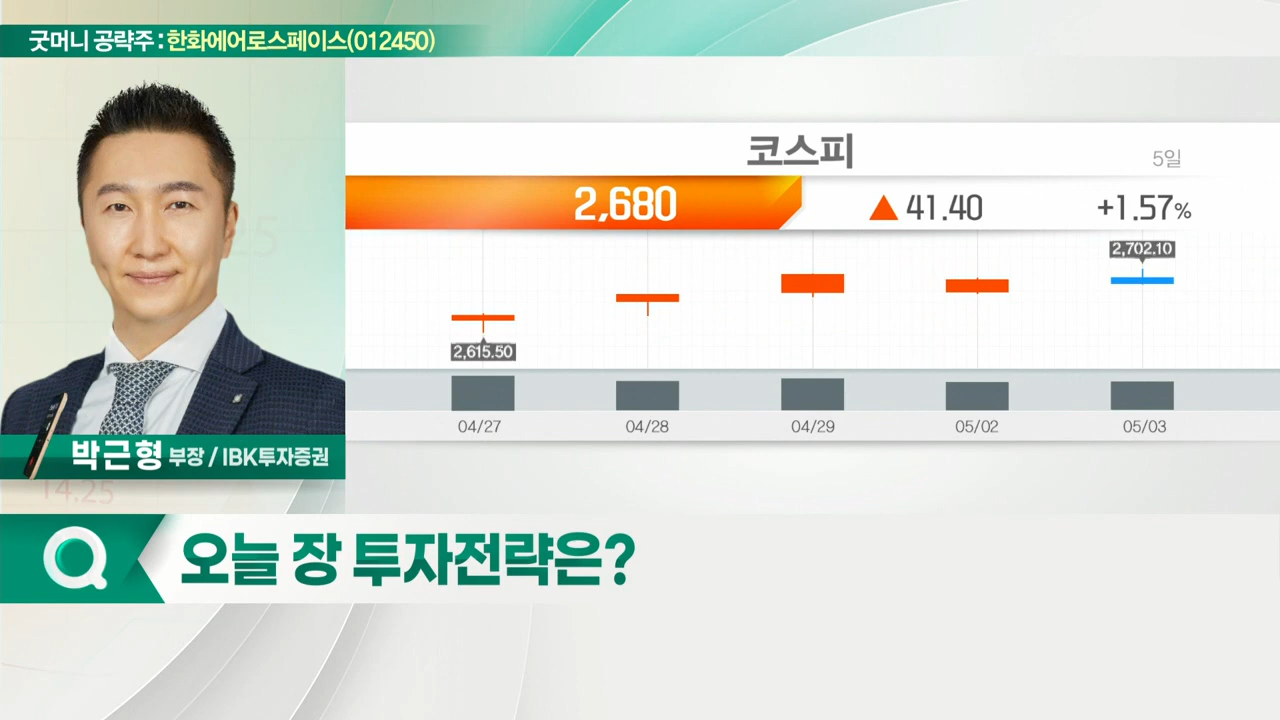 굿머니 공략주 : 한화에어로스페이스(012450)
코스피
5일
2,680 ▲ 41.40 +1.57%
2,702.10
2,615.50
04/27 04/28 04/29 05/02 05/03
박근형 부장 / IBK투자증권
14.25
Q 오늘 장 투자전략은?